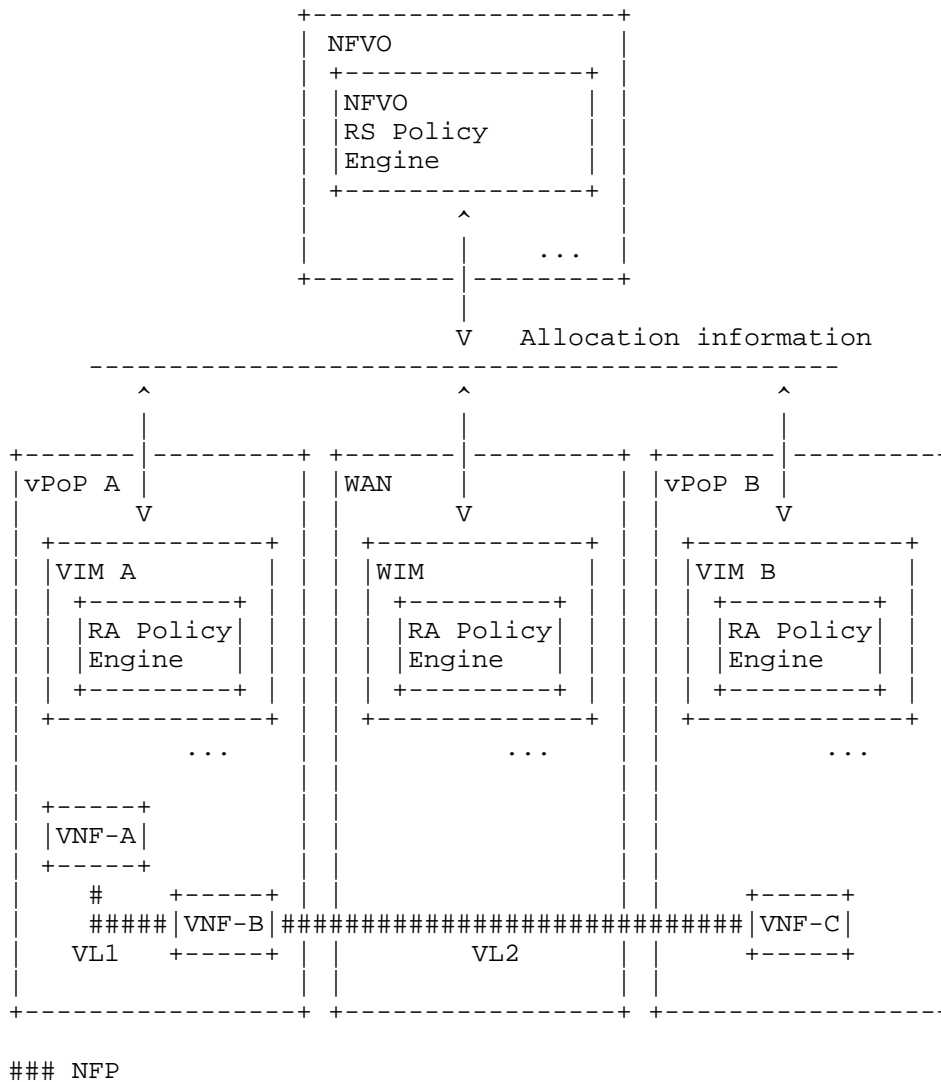 NFVO
NFVO
RS Policy
Engine
...
Allocation information
vPoP A WAN vPoP B
VIM A WIM VIM B
RA Policy RA Policy RA Policy
Engine Engine Engine
... ... ...
VNF-A
#
#####VNF-B#############################VNF-C
VL1 VL2
### NFP